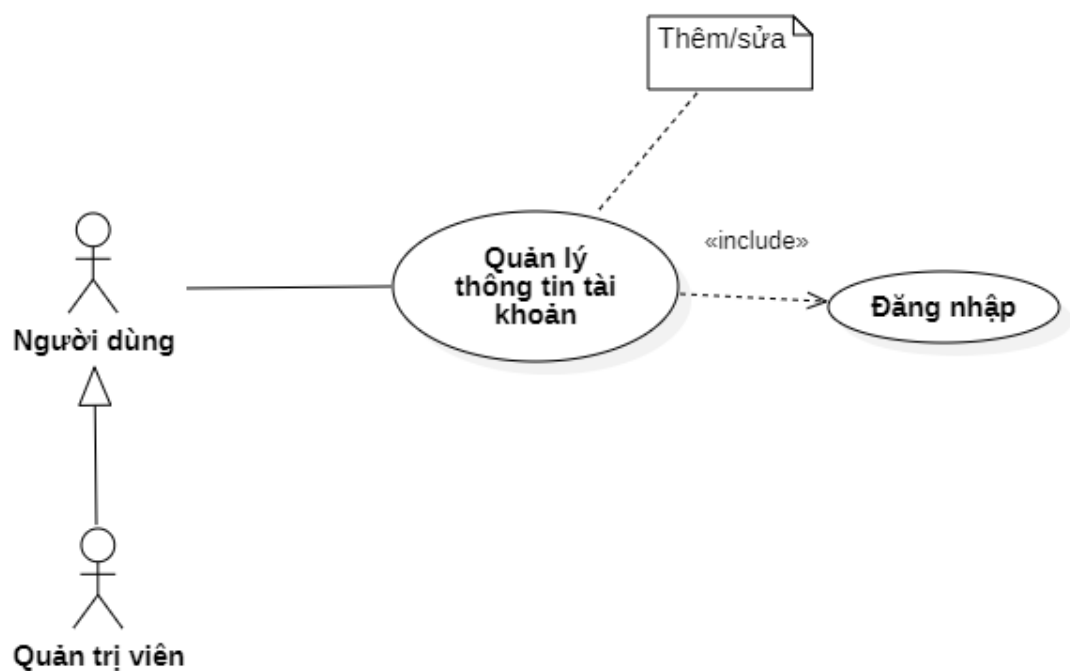 Thêm/sửa
«include»
Quản lý
thông tin tài
khoản
Đăng nhập
Người dùng
Quản trị viên